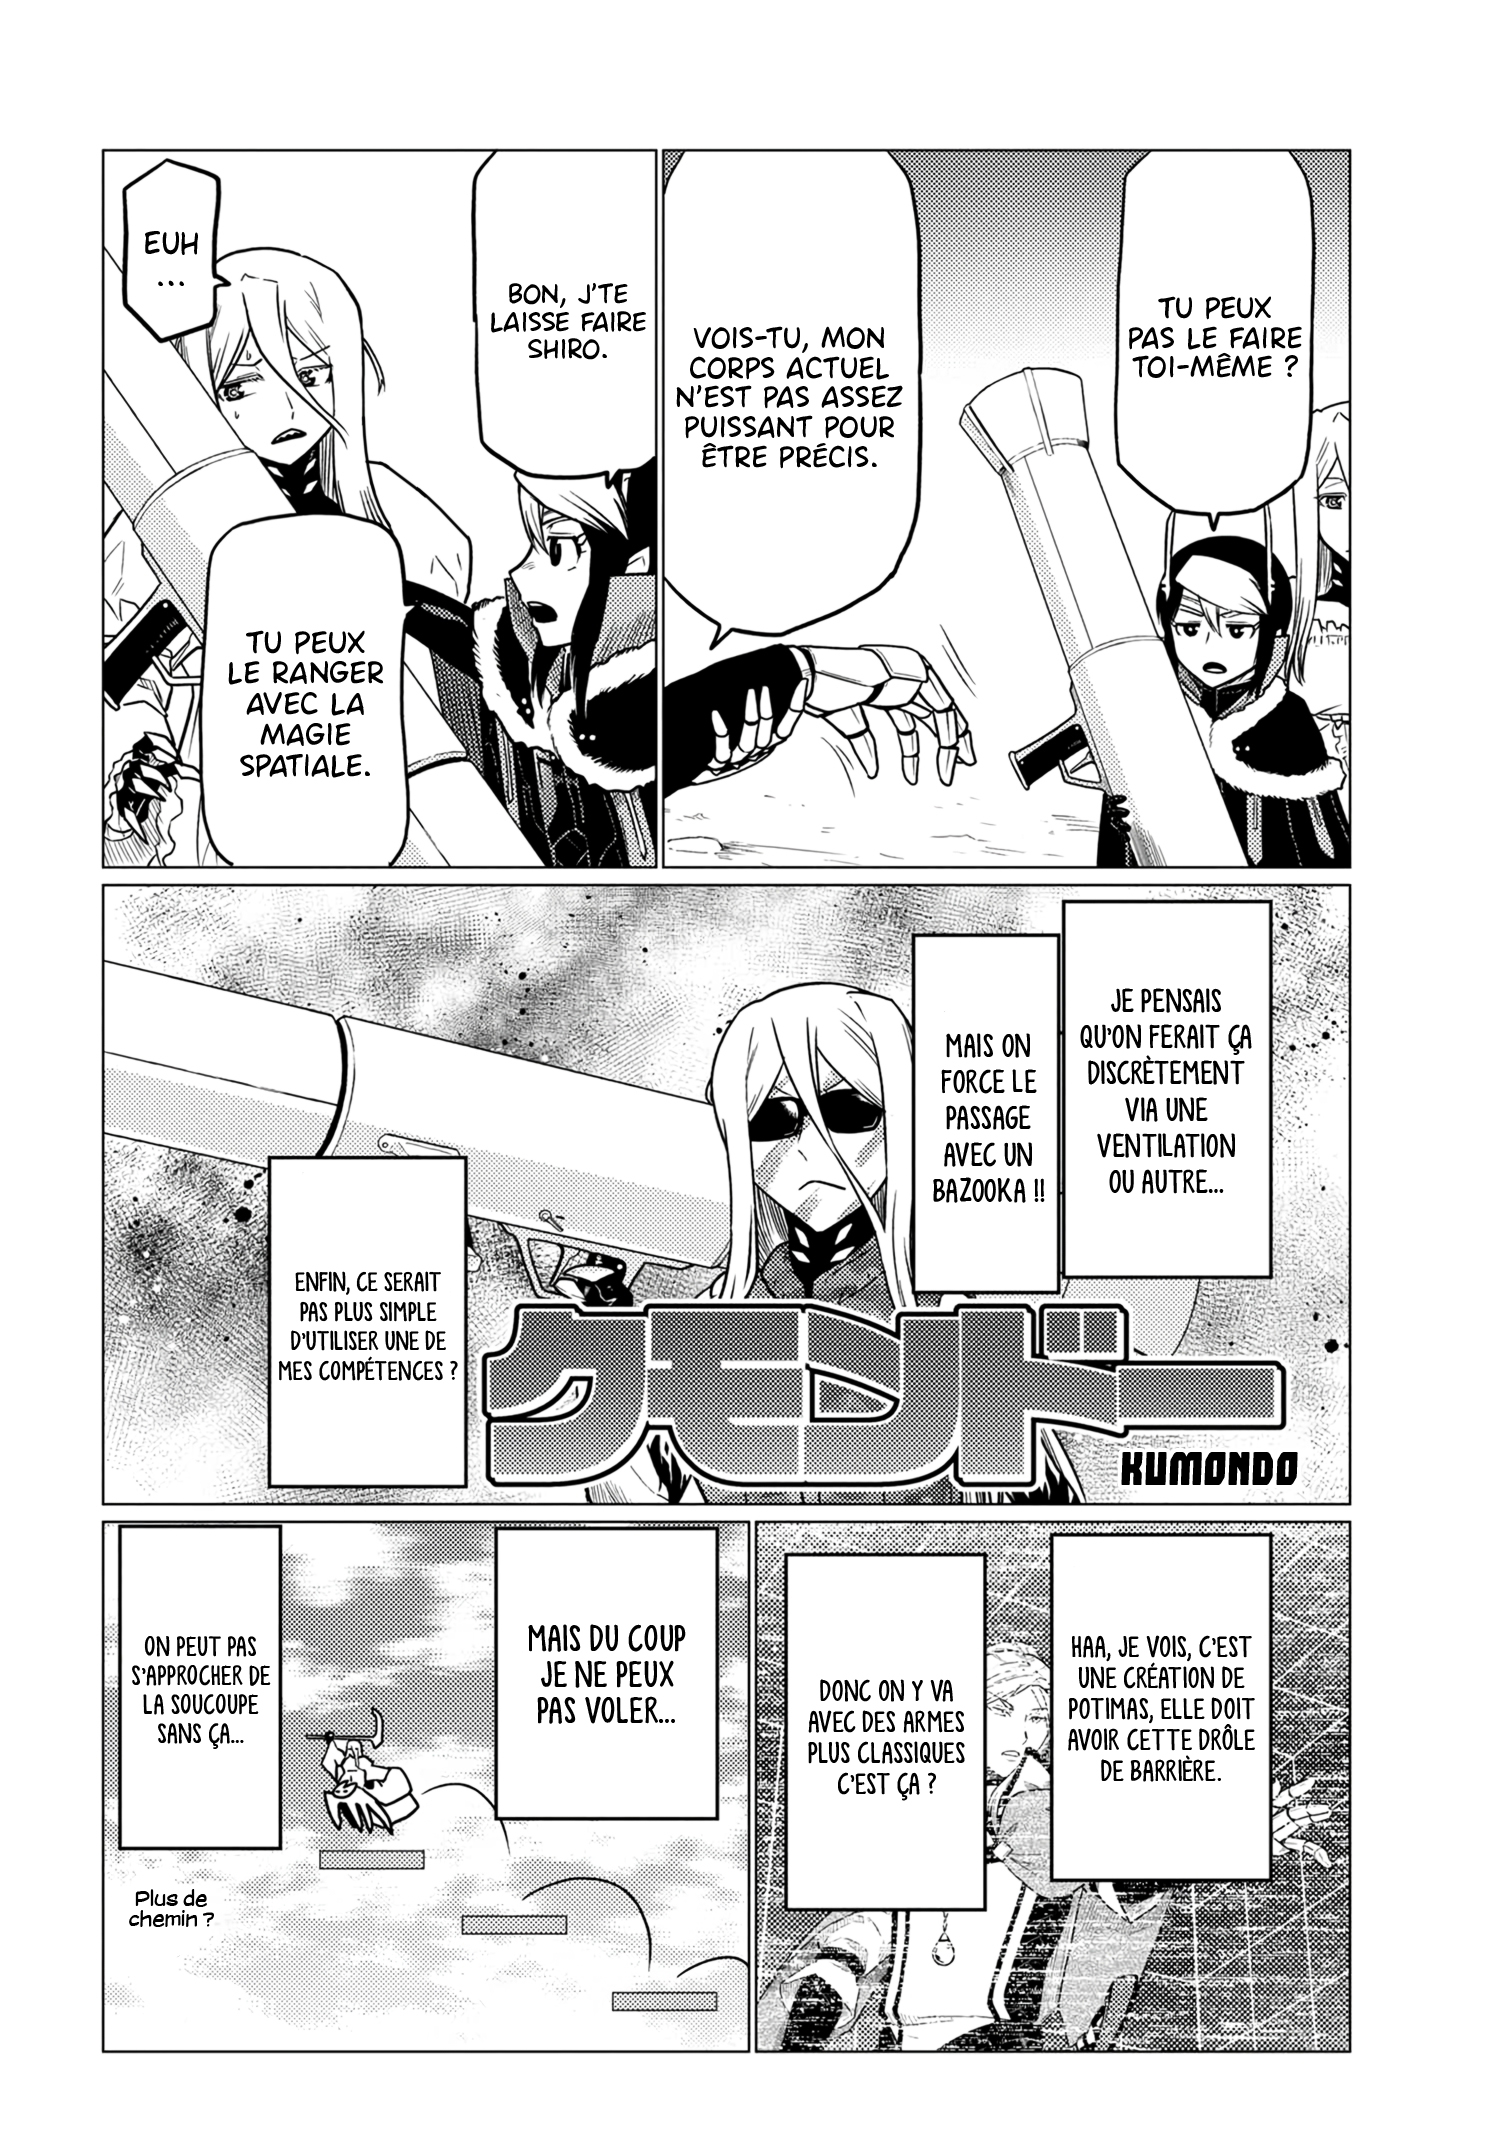 TU PEUX
PAS LE FAIRE
TOI-MÊME ?
VOIS-TU, MON
CORPS ACTUEL
N'EST PAS ASSEZ
PUISSANT POUR
ÊTRE PRÉCIS.
BON, J'TE
LAISSE FAIRE
SHIRO.
EUH
...
TU PEUX
LE RANGER
AVEC LA
MAGIE
SPATIALE.
JE PENSAIS
QU'ON FERAIT ÇA
DISCRÈTEMENT
VIA UNE
VENTILATION
OU AUTRE...
MAIS ON
FORCE LE
PASSAGE
AVEC UN
BAZOOKA !!
ENFIN, CE SERAIT
PAS PLUS SIMPLE
D'UTILISER UNE DE
MES COMPÉTENCES ?
クモンドー
KUMONDO
HAA, JE VOIS, C'EST
UNE CRÉATION DE
POTIMAS, ELLE DOIT
AVOIR CETTE DRÔLE
DE BARRIÈRE.
DONC ON Y VA
AVEC DES ARMES
PLUS CLASSIQUES
C'EST ÇA ?
MAIS DU COUP
JE NE PEUX
PAS VOLER...
ON PEUT PAS
S'APPROCHER DE
LA SOUCOUPE
SANS ÇA...
Plus de
chemin ?